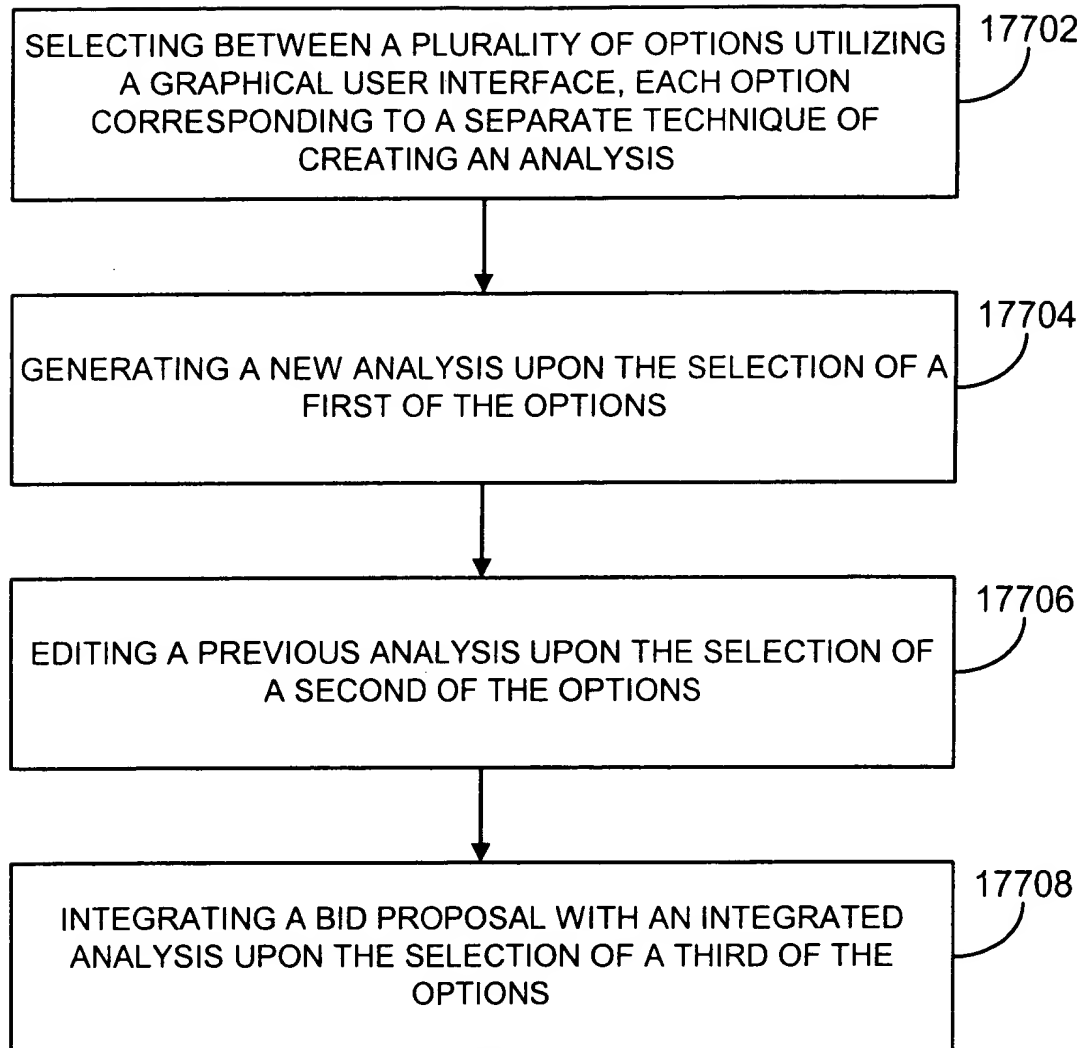 SELECTING BETWEEN A PLURALITY OF OPTIONS UTILIZING
A GRAPHICAL USER INTERFACE, EACH OPTION
CORRESPONDING TO A SEPARATE TECHNIQUE OF
CREATING AN ANALYSIS
17702
GENERATING A NEW ANALYSIS UPON THE SELECTION OF A
FIRST OF THE OPTIONS
17704
EDITING A PREVIOUS ANALYSIS UPON THE SELECTION OF
A SECOND OF THE OPTIONS
17706
INTEGRATING A BID PROPOSAL WITH AN INTEGRATED
ANALYSIS UPON THE SELECTION OF A THIRD OF THE
OPTIONS
17708